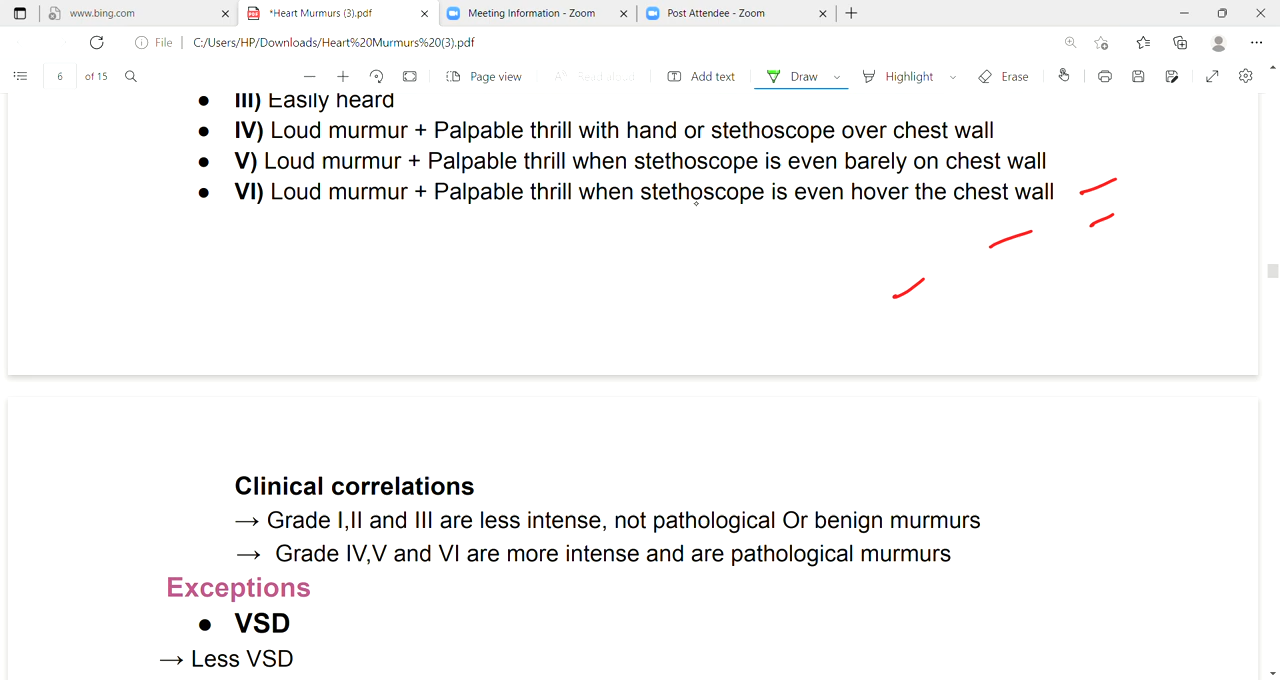 www.bing.com
*Heart Murmurs (3).pdf
Meeting Information - Zoom
Post Attendee - Zoom
File
C:/Users/HP/Downloads/Heart%20Murmurs%20(3).pdf
6 of 15
Page view
Read aloud
Add text
Draw
Highlight
Erase
● III) Easily heard
● IV) Loud murmur + Palpable thrill with hand or stethoscope over chest wall
● V) Loud murmur + Palpable thrill when stethoscope is even barely on chest wall
● VI) Loud murmur + Palpable thrill when stethoscope is even hover the chest wall
Clinical correlations
→ Grade I,II and III are less intense, not pathological Or benign murmurs
→ Grade IV,V and VI are more intense and are pathological murmurs
Exceptions
● VSD
→ Less VSD